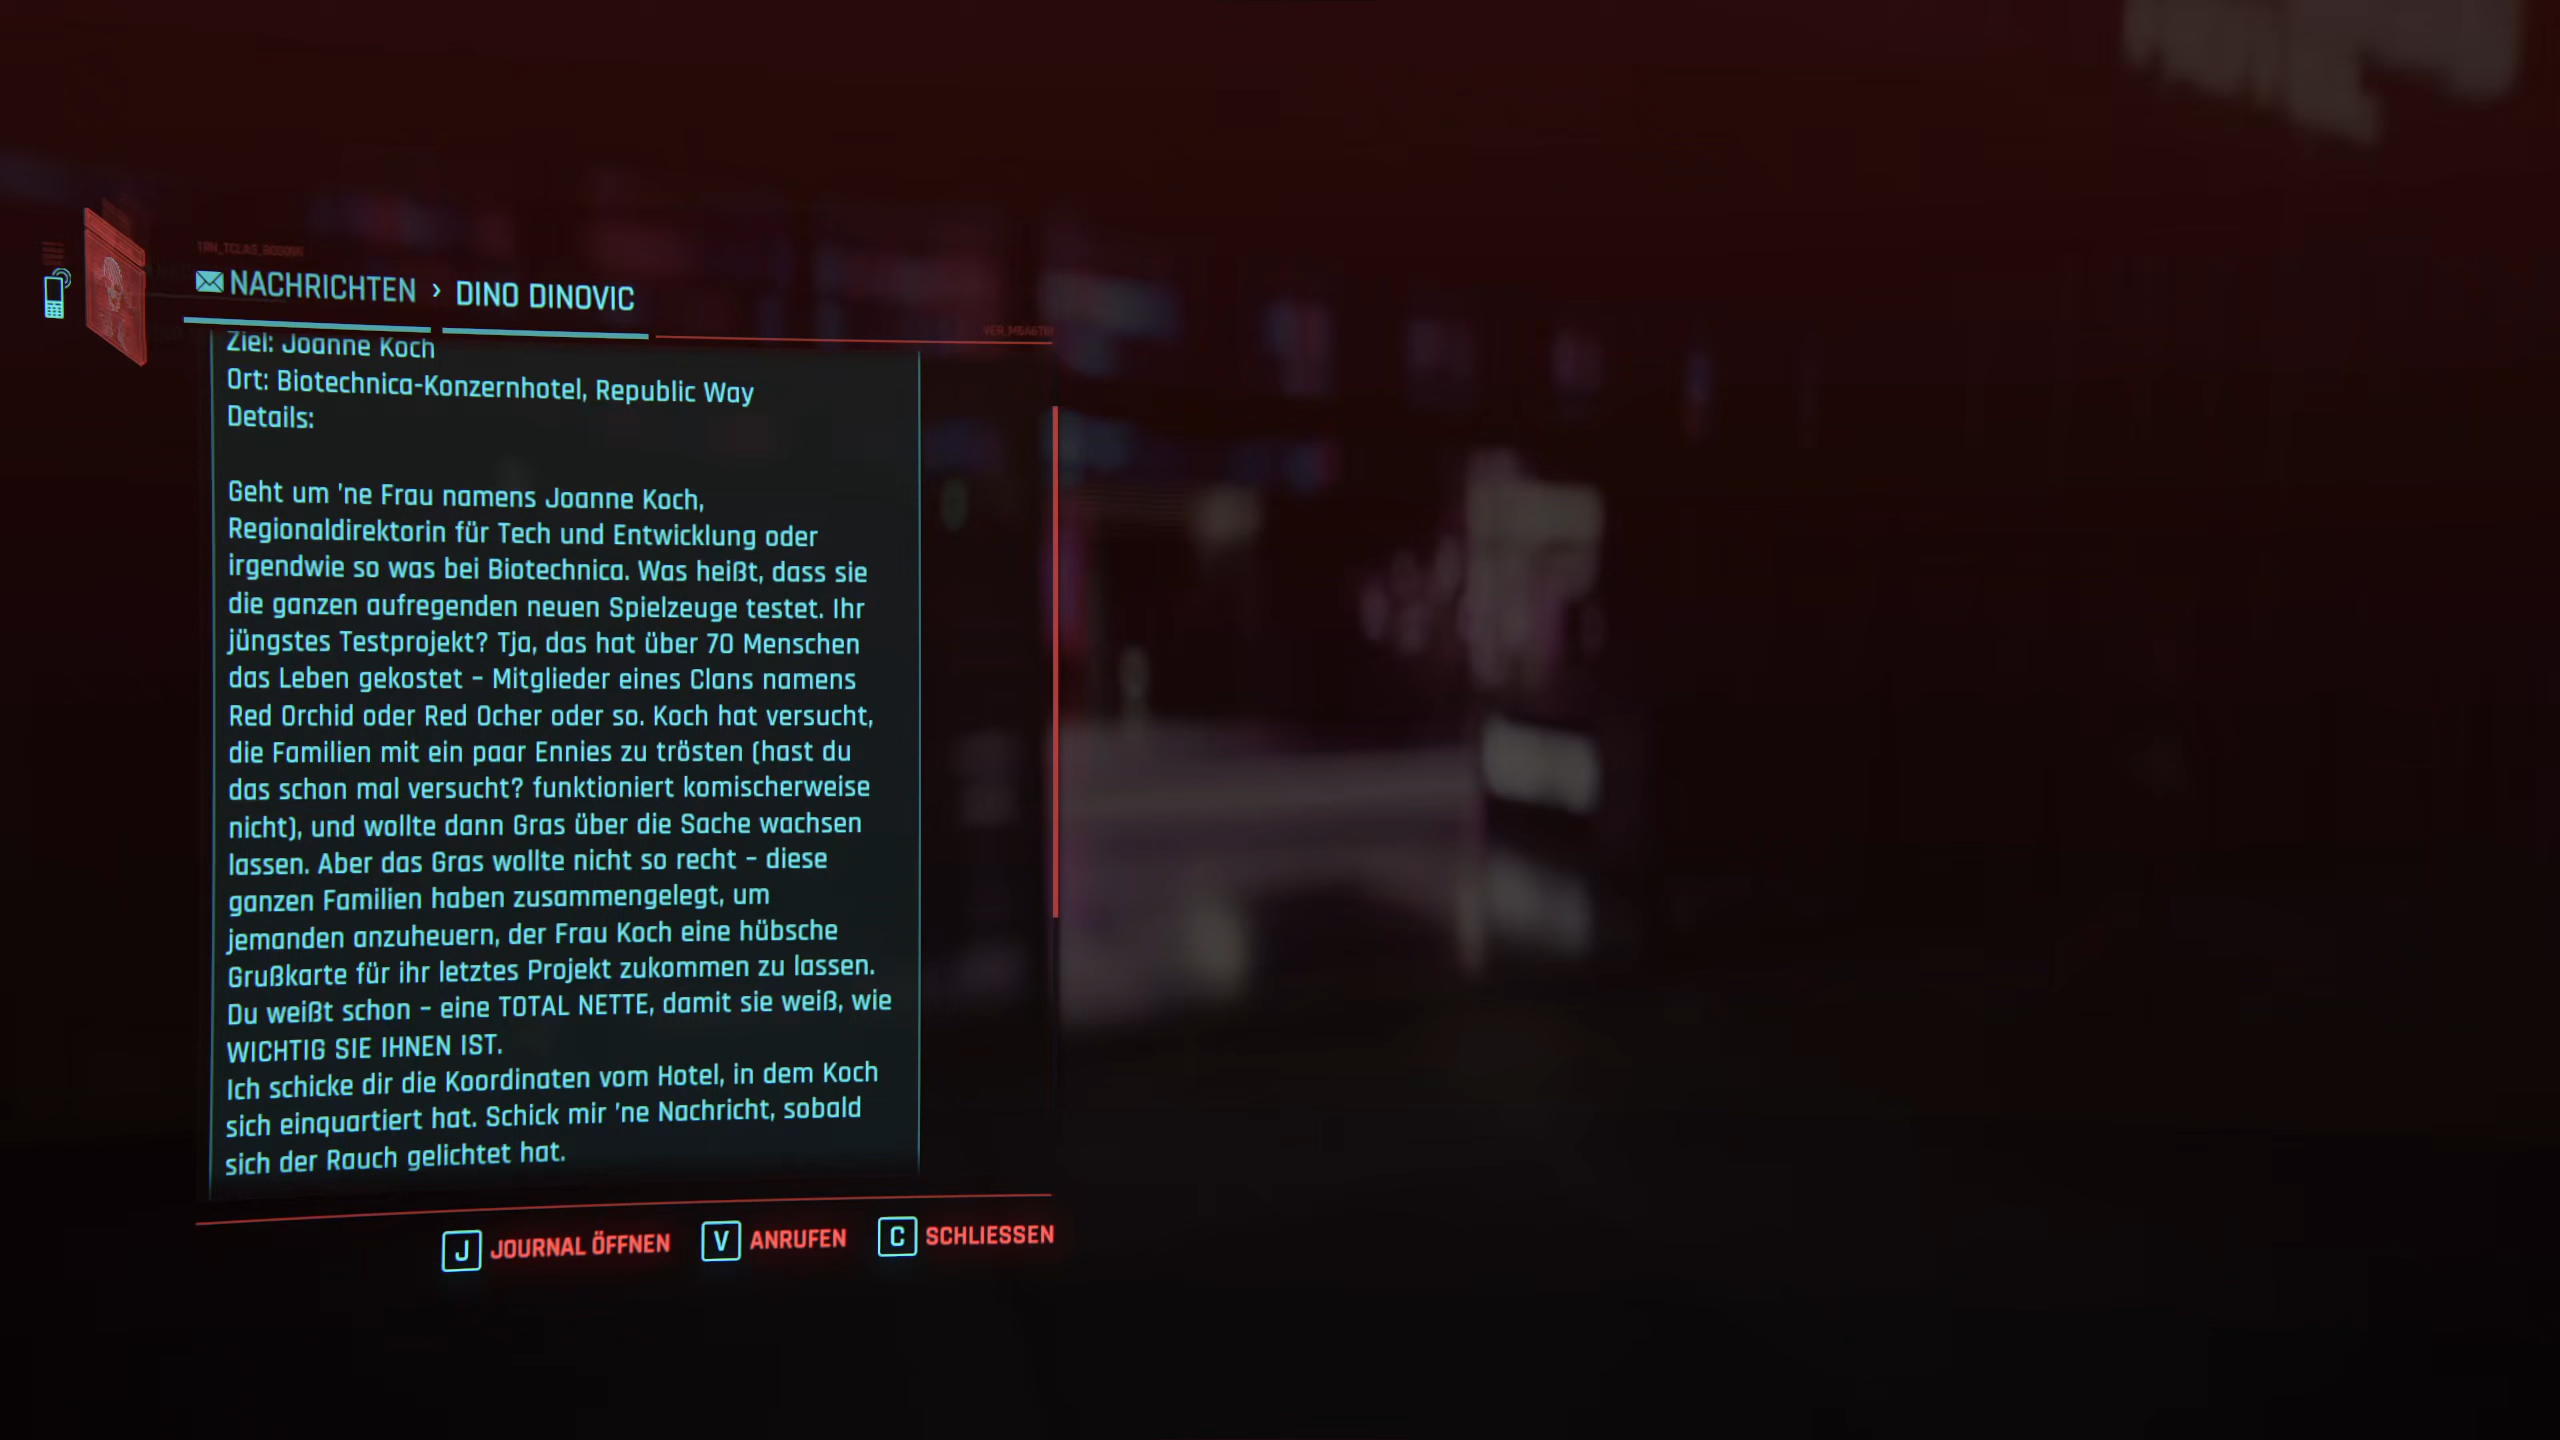 NACHRICHTEN › DINO DINOVIC
Ziel: Joanne Koch
Ort: Biotechnica-Konzernhotel, Republic Way
Details:
Geht um 'ne Frau namens Joanne Koch,
Regionaldirektorin für Tech und Entwicklung oder
irgendwie so was bei Biotechnica. Was heißt, dass sie
die ganzen aufregenden neuen Spielzeuge testet. Ihr
jüngstes Testprojekt? Tja, das hat über 70 Menschen
das Leben gekostet – Mitglieder eines Clans namens
Red Orchid oder Red Ocher oder so. Koch hat versucht,
die Familien mit ein paar Ennies zu trösten (hast du
das schon mal versucht? funktioniert komischerweise
nicht), und wollte dann Gras über die Sache wachsen
lassen. Aber das Gras wollte nicht so recht – diese
ganzen Familien haben zusammengelegt, um
jemanden anzuheuern, der Frau Koch eine hübsche
Grußkarte für ihr letztes Projekt zukommen zu lassen.
Du weißt schon – eine TOTAL NETTE, damit sie weiß, wie
WICHTIG SIE IHNEN IST.
Ich schicke dir die Koordinaten vom Hotel, in dem Koch
sich einquartiert hat. Schick mir 'ne Nachricht, sobald
sich der Rauch gelichtet hat.
J JOURNAL ÖFFNEN V ANRUFEN C SCHLIESSEN